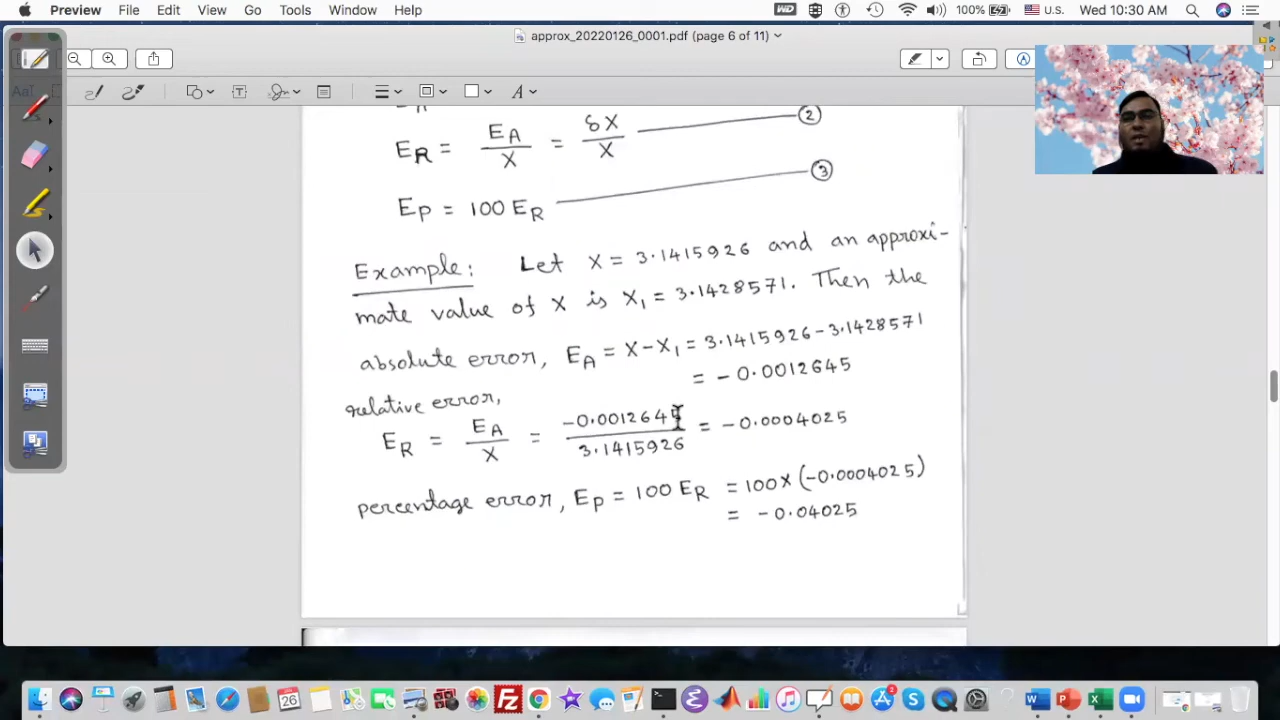 Preview File Edit View Go Tools Window Help 100% U.S. Wed 10:30 AM
approx_20220126_0001.pdf (page 6 of 11)
E_R = E_A / X = δX / X ②
E_P = 100 E_R ③
Example: Let X = 3.1415926 and an approxi-
mate value of X is X₁ = 3.1428571. Then the
absolute error, E_A = X-X₁ = 3.1415926-3.1428571
= -0.0012645
relative error,
E_R = E_A / X = -0.0012645 / 3.1415926 = -0.0004025
percentage error, E_P = 100 E_R = 100X (-0.0004025)
= -0.04025